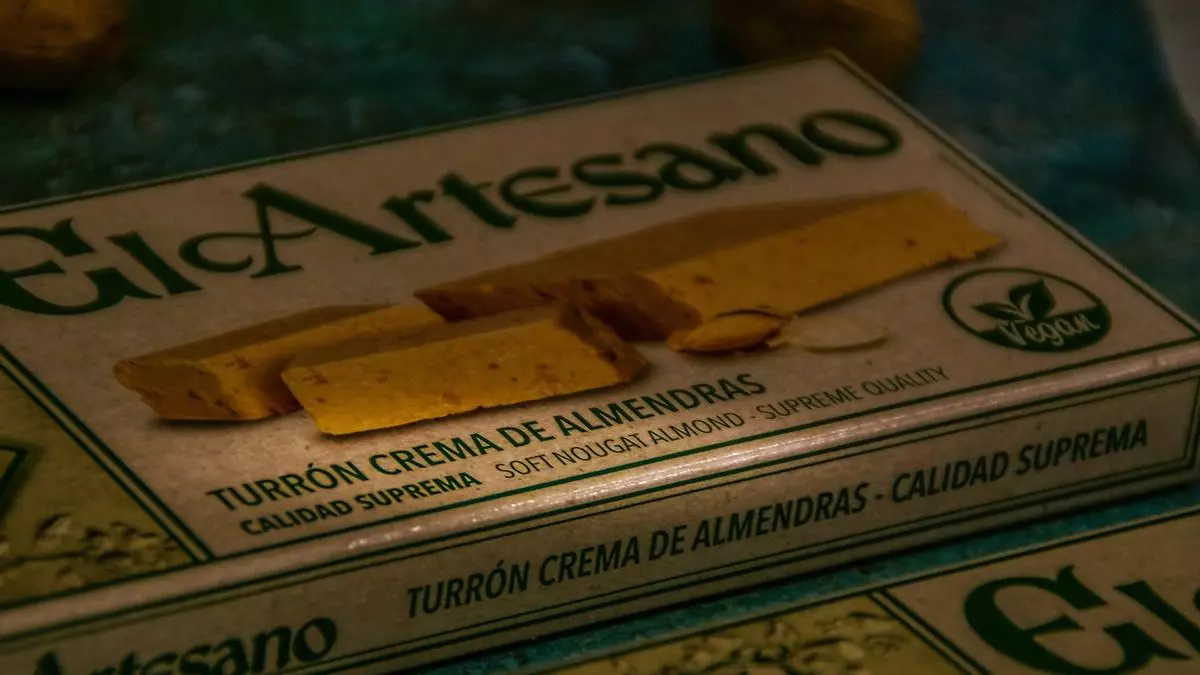 El Artesano
Vegan
TURRÓN CREMA DE ALMENDRAS
CALIDAD SUPREMA SOFT NOUGAT ALMOND - SUPREME QUALITY
TURRÓN CREMA DE ALMENDRAS - CALIDAD SUPREMA
Artesano
El